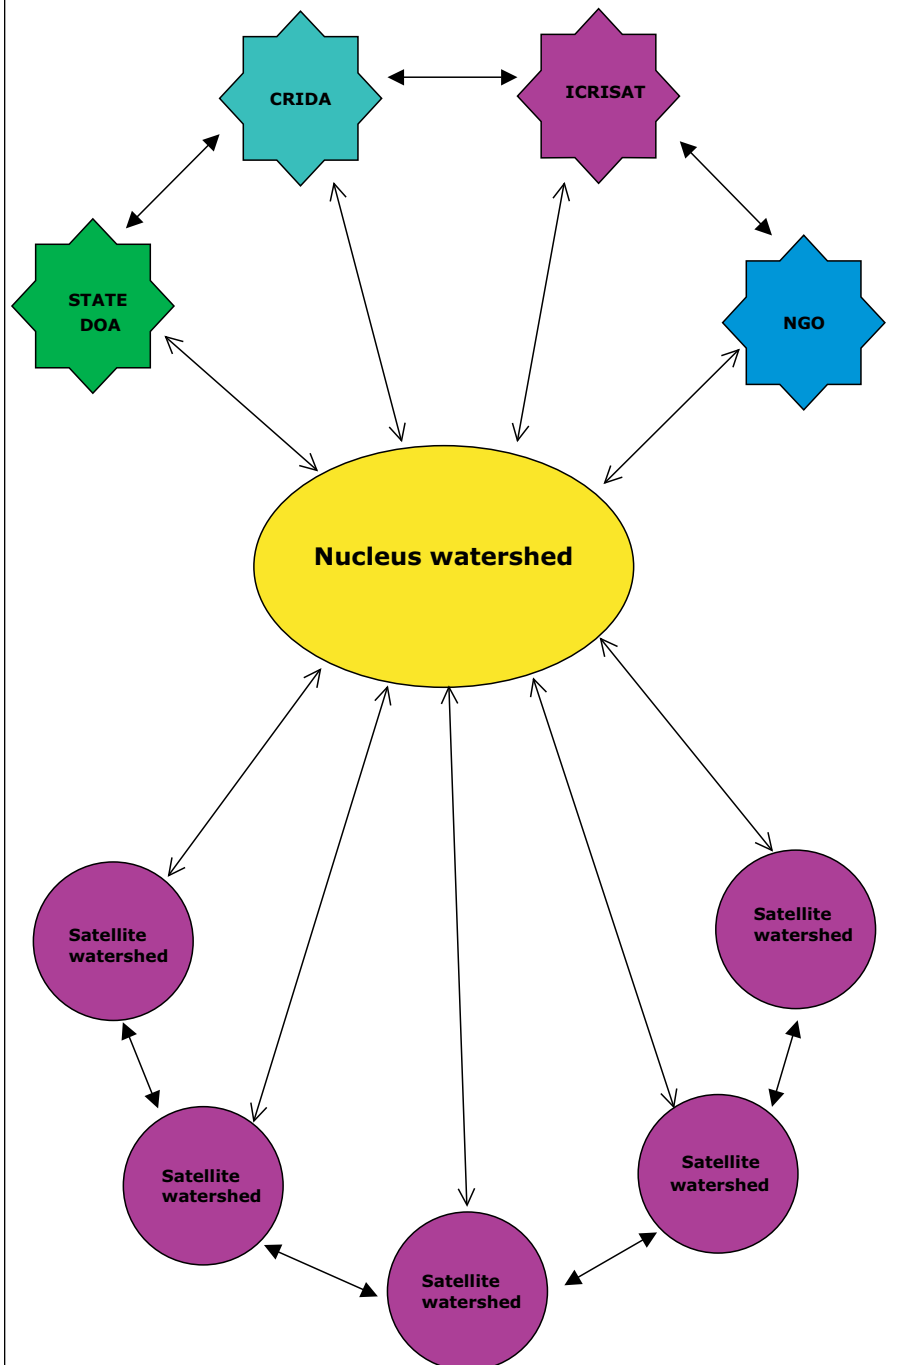 CRIDA
ICRISAT
STATE
DOA
NGO
Nucleus watershed
Satellite
watershed
Satellite
watershed
Satellite
watershed
Satellite
watershed
Satellite
watershed